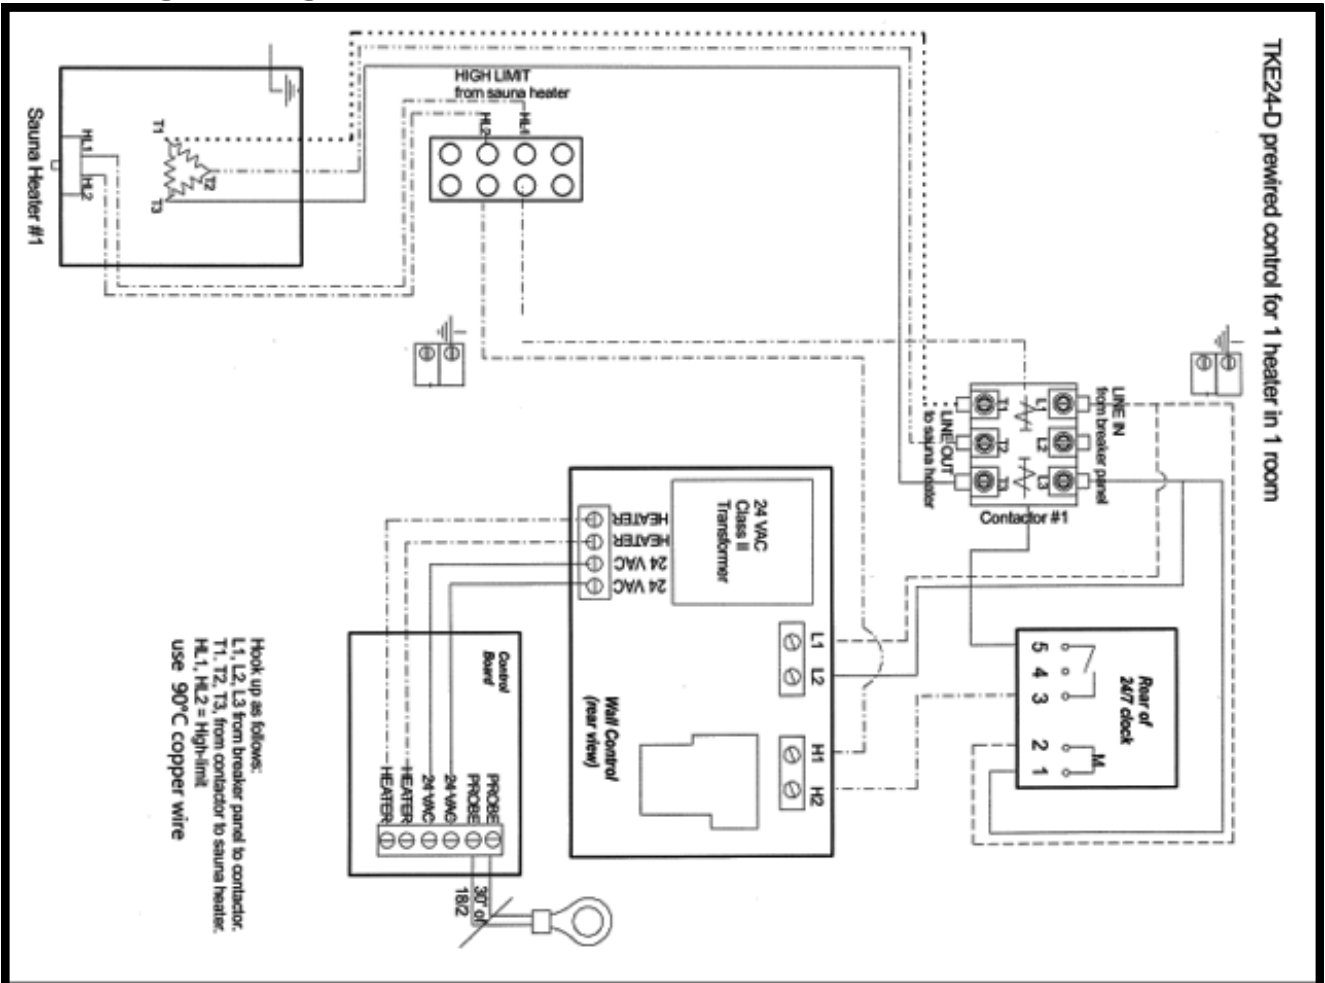 TKE24-D prewired control for 1 heater in 1 room
Sauna Heater #1
HL1
HL2
T1
T2
T3
HIGH LIMIT
from sauna heater
HL2
HL1
LINE IN
from breaker panel
L1
L2
L3
T1
T2
T3
LINE OUT
to sauna heater
Contactor #1
24 VAC
Class II
Transformer
HEATER
HEATER
24 VAC
24 VAC
L1
L2
H1
H2
Wall Control
(rear view)
Rear of
24/7 clock
5
4
3
2
1
M
Control
Board
PROBE
PROBE
24 VAC
24 VAC
HEATER
HEATER
30" of
18/2
Hook up as follows:
L1, L2, L3 from breaker panel to contactor.
T1. T2, T3, from contactor to sauna heater.
HL1, HL2 = High-limit
use 90°C copper wire